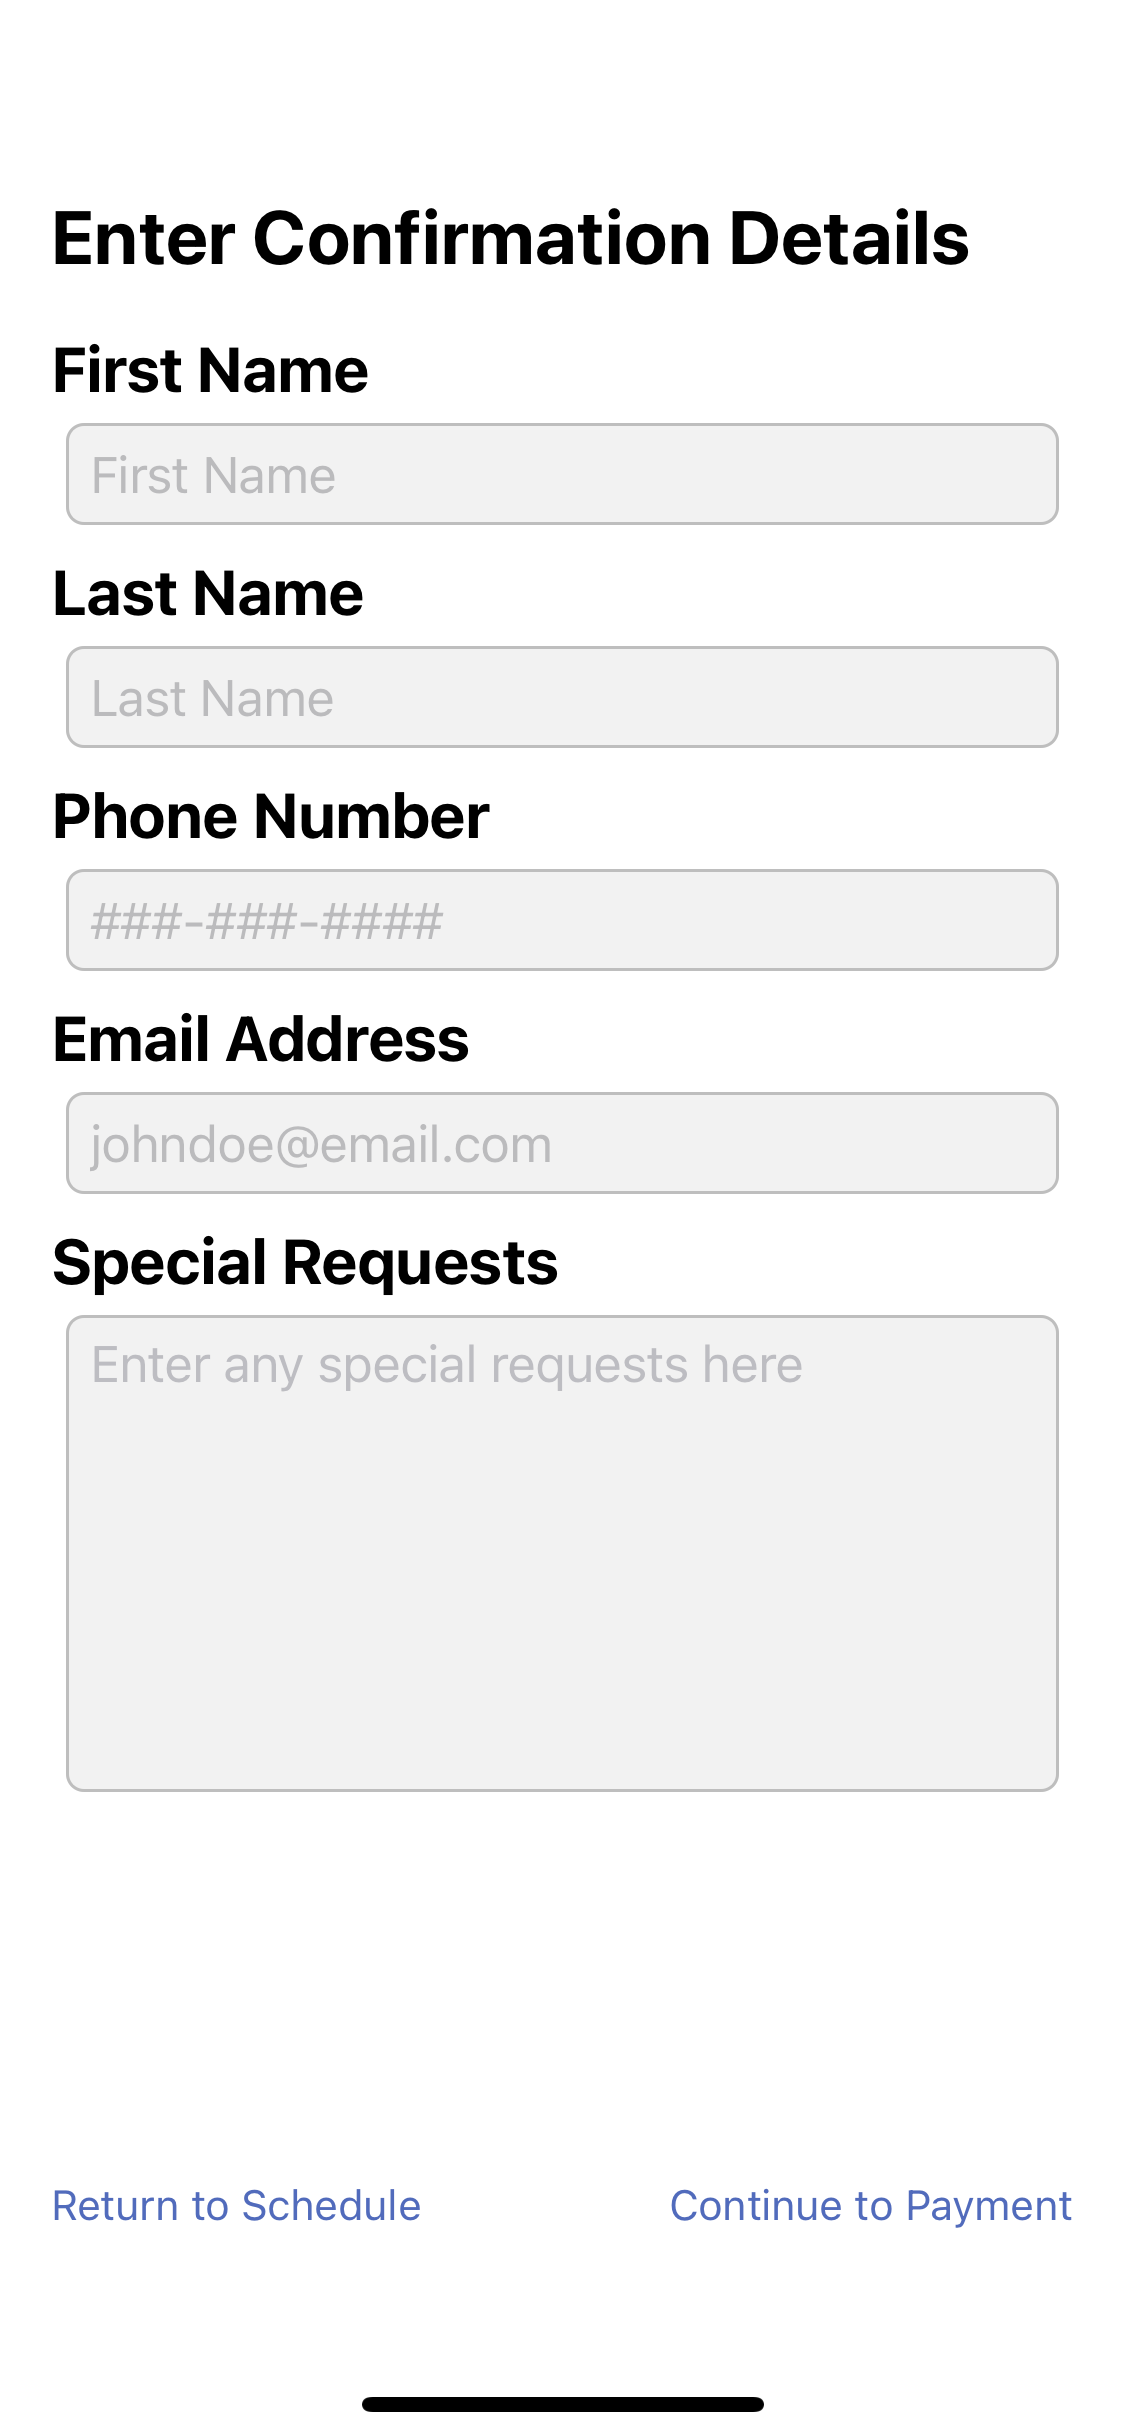 Enter Confirmation Details
First Name
First Name
Last Name
Last Name
Phone Number
###-###-####
Email Address
johndoe@email.com
Special Requests
Enter any special requests here
Return to Schedule
Continue to Payment